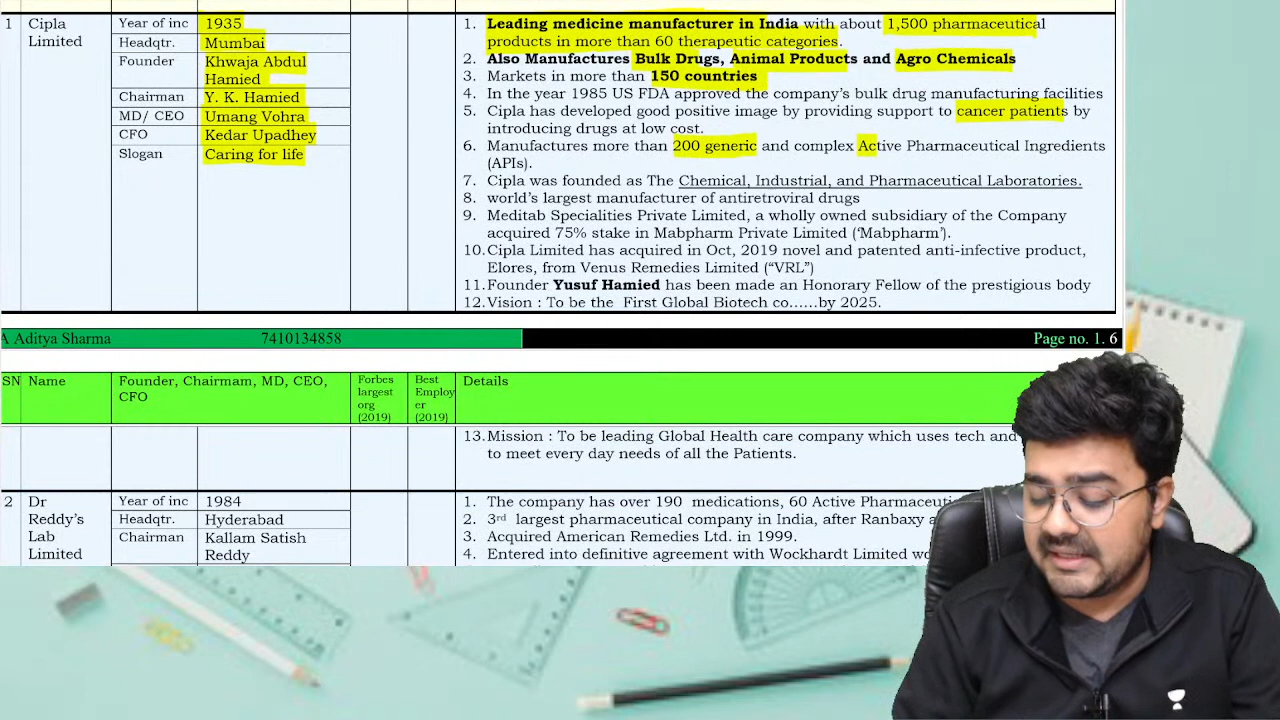 1 Cipla Limited
Year of inc 1935
Headqtr. Mumbai
Founder Khwaja Abdul Hamied
Chairman Y. K. Hamied
MD/ CEO Umang Vohra
CFO Kedar Upadhey
Slogan Caring for life
1. Leading medicine manufacturer in India with about 1,500 pharmaceutical
products in more than 60 therapeutic categories.
2. Also Manufactures Bulk Drugs, Animal Products and Agro Chemicals
3. Markets in more than 150 countries
4. In the year 1985 US FDA approved the company's bulk drug manufacturing facilities
5. Cipla has developed good positive image by providing support to cancer patients by
introducing drugs at low cost.
6. Manufactures more than 200 generic and complex Active Pharmaceutical Ingredients
(APIs).
7. Cipla was founded as The Chemical, Industrial, and Pharmaceutical Laboratories.
8. world's largest manufacturer of antiretroviral drugs
9. Meditab Specialities Private Limited, a wholly owned subsidiary of the Company
acquired 75% stake in Mabpharm Private Limited ('Mabpharm').
10. Cipla Limited has acquired in Oct, 2019 novel and patented anti-infective product,
Elores, from Venus Remedies Limited ("VRL")
11. Founder Yusuf Hamied has been made an Honorary Fellow of the prestigious body
12. Vision : To be the First Global Biotech co......by 2025.
A Aditya Sharma 7410134858 Page no. 1. 6
SN Name Founder, Chairmam, MD, CEO, CFO Forbes largest org (2019) Best Employer (2019) Details
13. Mission : To be leading Global Health care company which uses tech and
to meet every day needs of all the Patients.
2 Dr Reddy's Lab Limited
Year of inc 1984
Headqtr. Hyderabad
Chairman Kallam Satish Reddy
1. The company has over 190 medications, 60 Active
2. 3rd largest pharmaceutical company in India, after Ranbaxy
3. Acquired American Remedies Ltd. in 1999.
4. Entered into definitive agreement with Wockhardt Limited